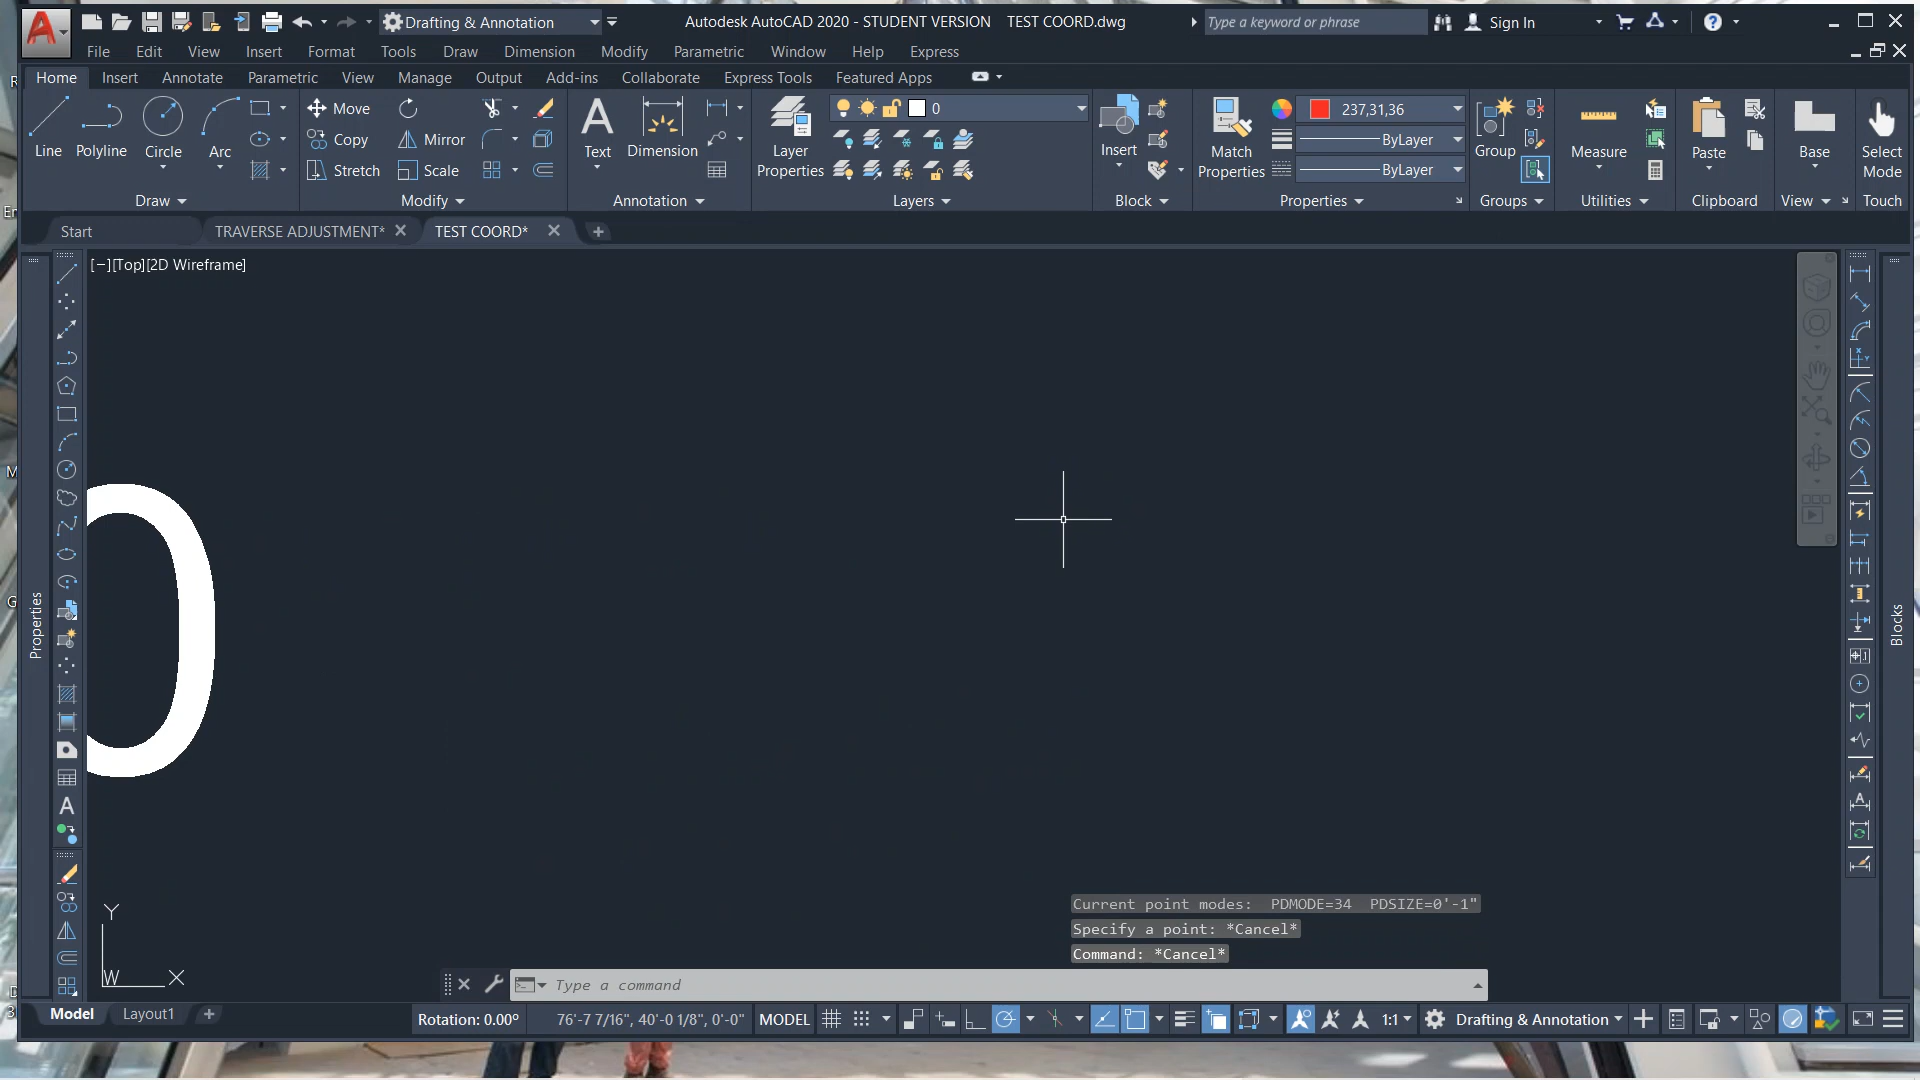 Drafting & Annotation
Autodesk AutoCAD 2020 - STUDENT VERSION TEST COORD.dwg
Type a keyword or phrase
Sign In
File Edit View Insert Format Tools Draw Dimension Modify Parametric Window Help Express
Home Insert Annotate Parametric View Manage Output Add-ins Collaborate Express Tools Featured Apps
Line
Polyline
Circle
Arc
Draw
Move
Copy
Mirror
Stretch
Scale
Modify
Text
Dimension
Annotation
Layer
Properties
0
Layers
Insert
Block
Match
Properties
237,31,36
ByLayer
ByLayer
Properties
Group
Groups
Measure
Utilities
Paste
Clipboard
Base
View
Select
Mode
Touch
Start
TRAVERSE ADJUSTMENT*
TEST COORD*
[−][Top][2D Wireframe]
Properties
Blocks
0
Y
W
X
Current point modes: PDMODE=34 PDSIZE=0'-1"
Specify a point: *Cancel*
Command: *Cancel*
Type a command
Model
Layout1
Rotation: 0.00º
76'-7 7/16", 40'-0 1/8", 0'-0"
MODEL
1:1
Drafting & Annotation